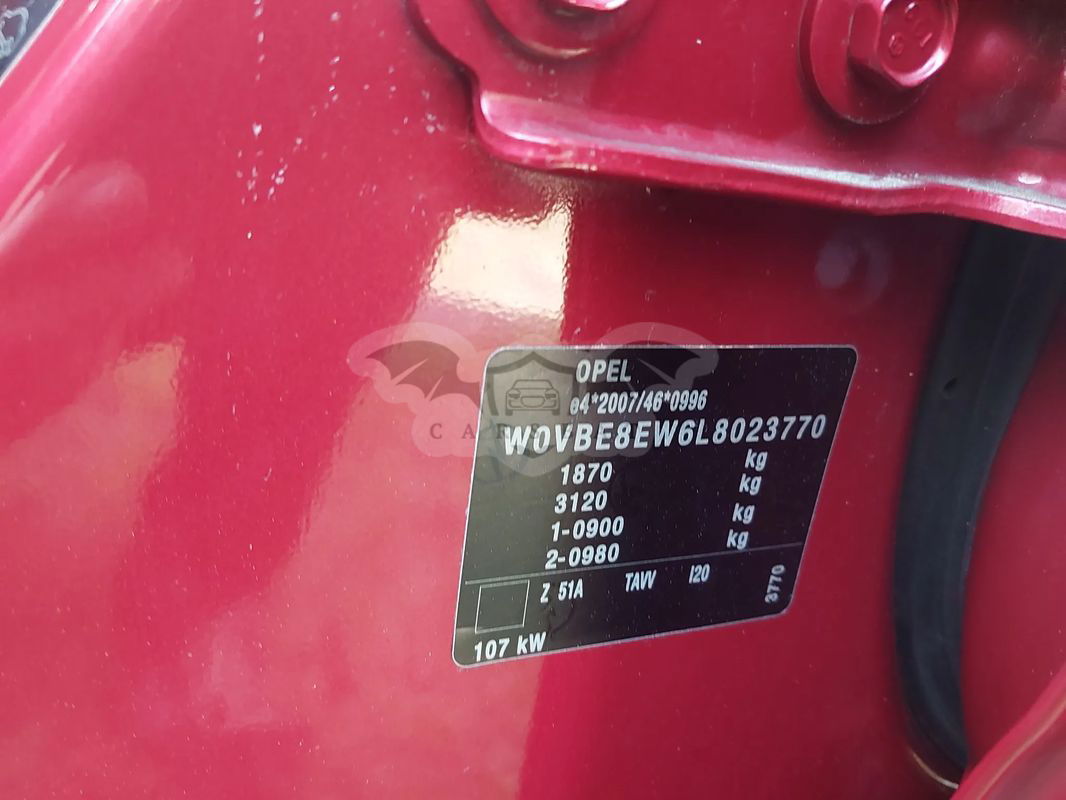 OPEL
e4*2007/46*0996
W0VBE8EW6L8023770
1870 kg
3120 kg
1-0900 kg
2-0980 kg
Z 51A TAVV I20
3770
107 kW